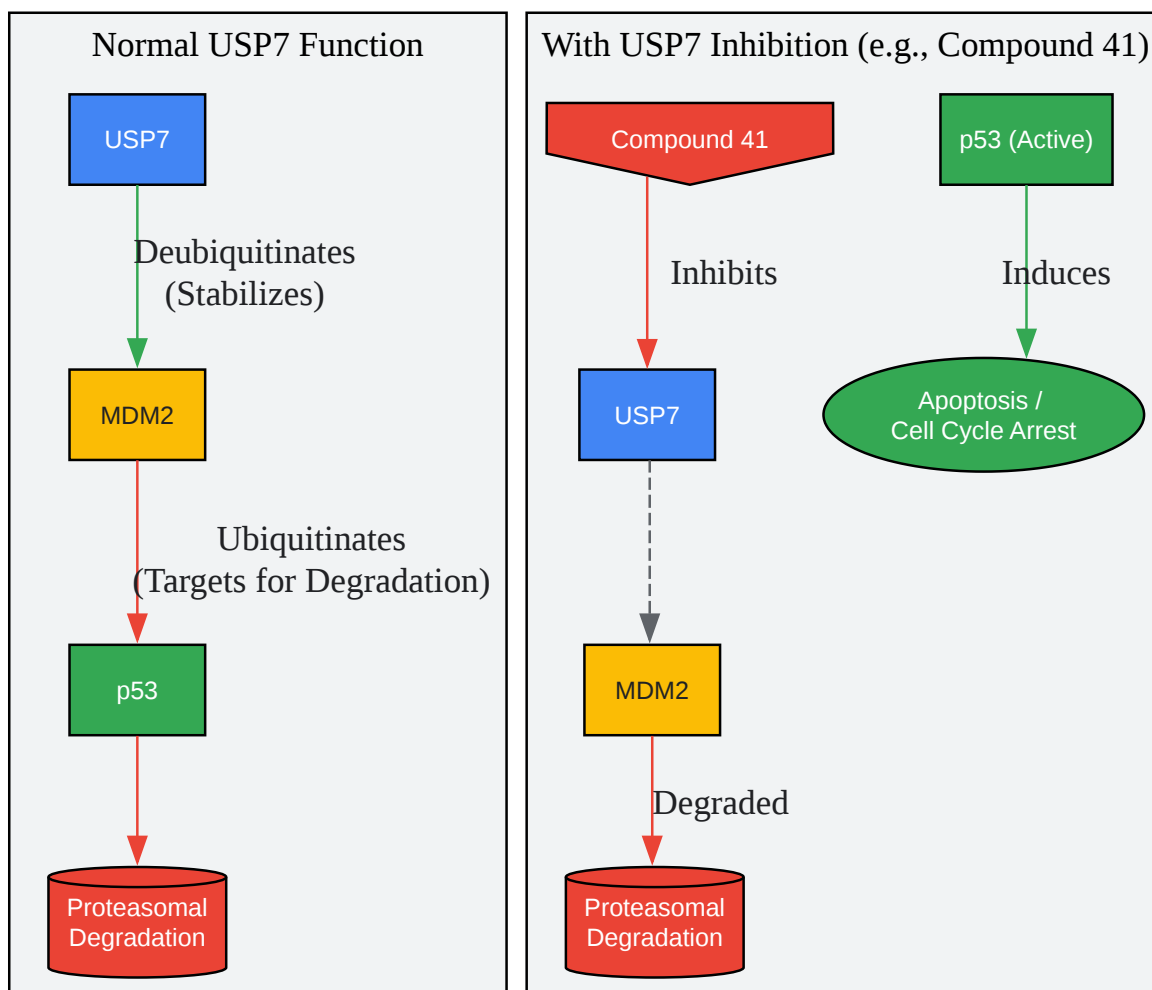 Normal USP7 Function
USP7
Deubiquitinates
(Stabilizes)
MDM2
Ubiquitinates
(Targets for Degradation)
p53
Proteasomal
Degradation
With USP7 Inhibition (e.g., Compound 41)
Compound 41
Inhibits
USP7
MDM2
Degraded
Proteasomal
Degradation
p53 (Active)
Induces
Apoptosis /
Cell Cycle Arrest